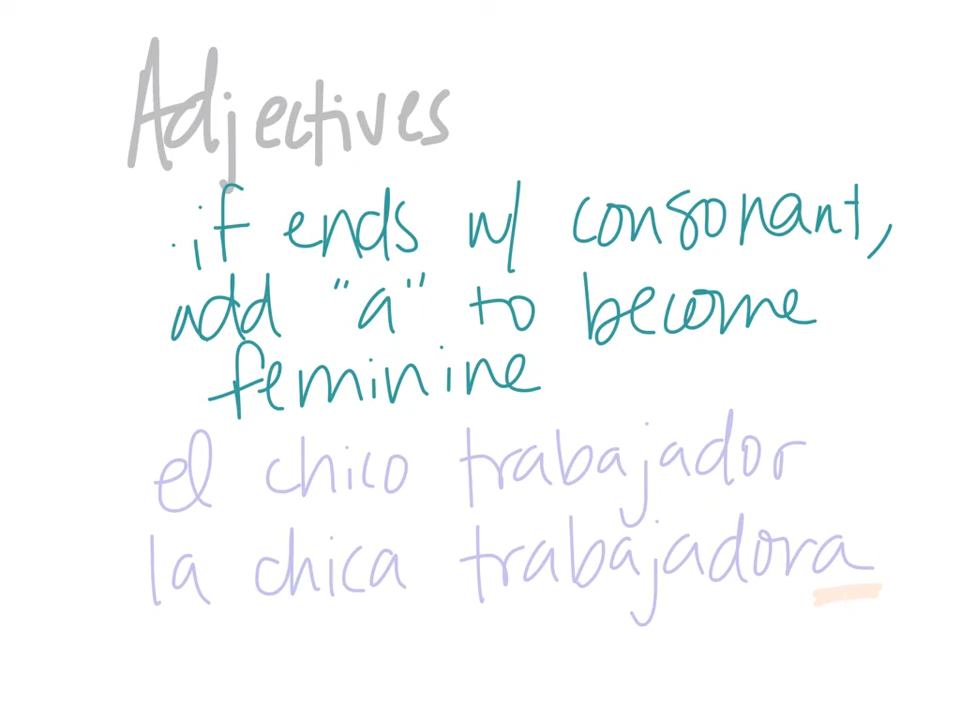 Adjectives
if ends w/ consonant,
add "a" to become
feminine
el chico trabajador
la chica trabajadora